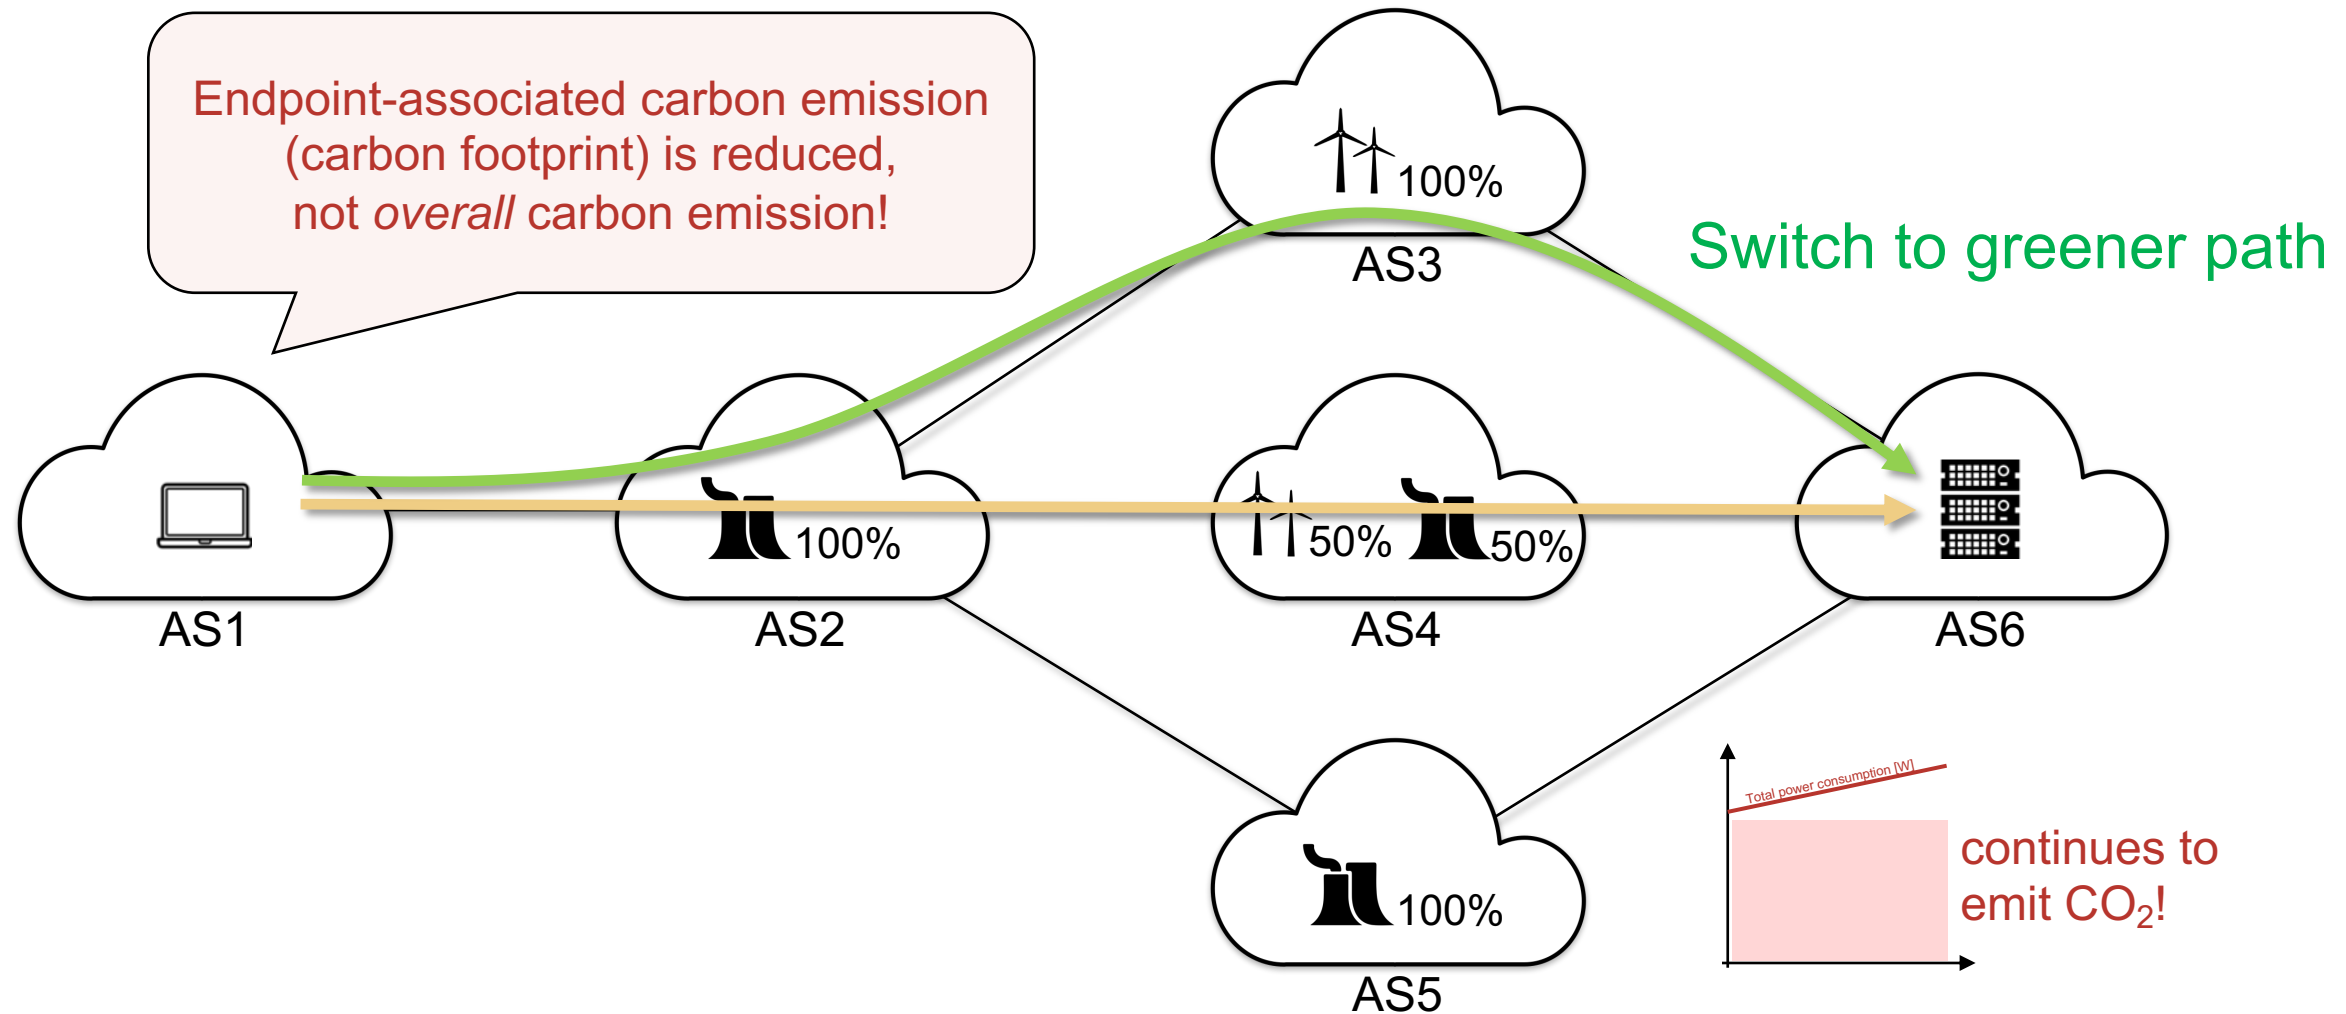 Endpoint-associated carbon emission
(carbon footprint) is reduced,
not overall carbon emission!
100%
AS3
Switch to greener path
AS1
100%
AS2
50%
50%
AS4
AS6
100%
AS5
Total power consumption [W]
continues to
emit CO₂!